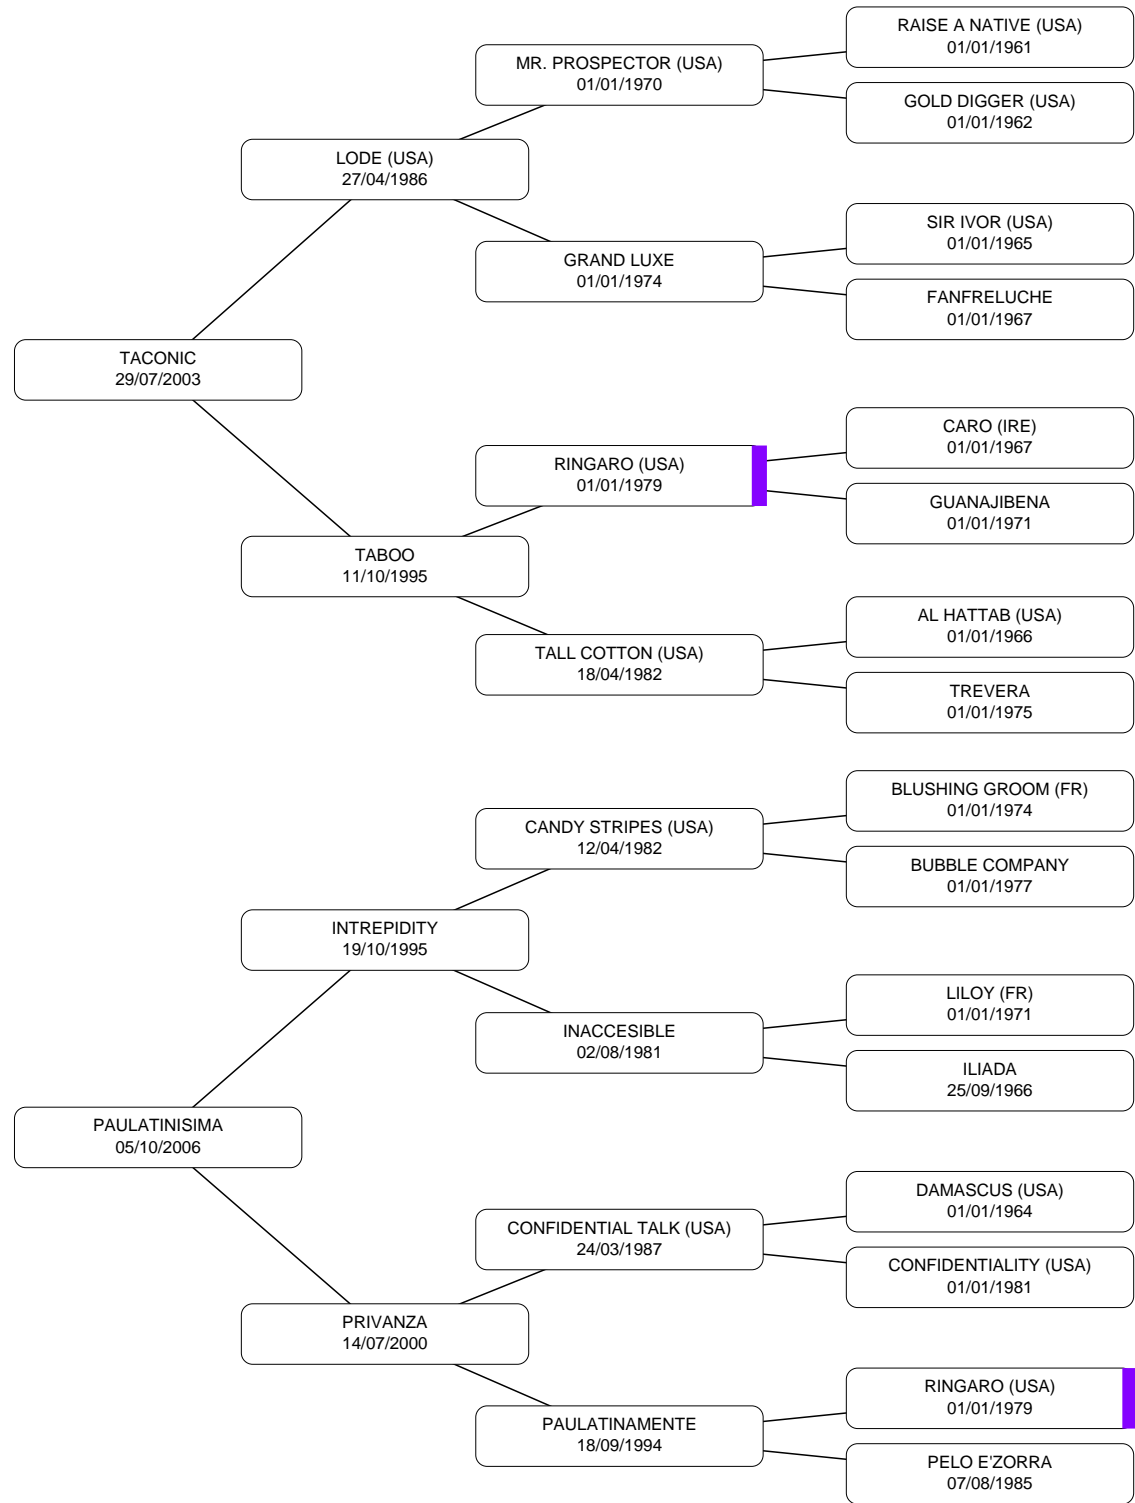 RAISE A NATIVE (USA)
01/01/1961
MR. PROSPECTOR (USA)
01/01/1970
GOLD DIGGER (USA)
01/01/1962
LODE (USA)
27/04/1986
SIR IVOR (USA)
01/01/1965
GRAND LUXE
01/01/1974
FANFRELUCHE
01/01/1967
TACONIC
29/07/2003
CARO (IRE)
01/01/1967
RINGARO (USA)
01/01/1979
GUANAJIBENA
01/01/1971
TABOO
11/10/1995
AL HATTAB (USA)
01/01/1966
TALL COTTON (USA)
18/04/1982
TREVERA
01/01/1975
BLUSHING GROOM (FR)
01/01/1974
CANDY STRIPES (USA)
12/04/1982
BUBBLE COMPANY
01/01/1977
INTREPIDITY
19/10/1995
LILOY (FR)
01/01/1971
INACCESIBLE
02/08/1981
ILIADA
25/09/1966
PAULATINISIMA
05/10/2006
DAMASCUS (USA)
01/01/1964
CONFIDENTIAL TALK (USA)
24/03/1987
CONFIDENTIALITY (USA)
01/01/1981
PRIVANZA
14/07/2000
RINGARO (USA)
01/01/1979
PAULATINAMENTE
18/09/1994
PELO E'ZORRA
07/08/1985